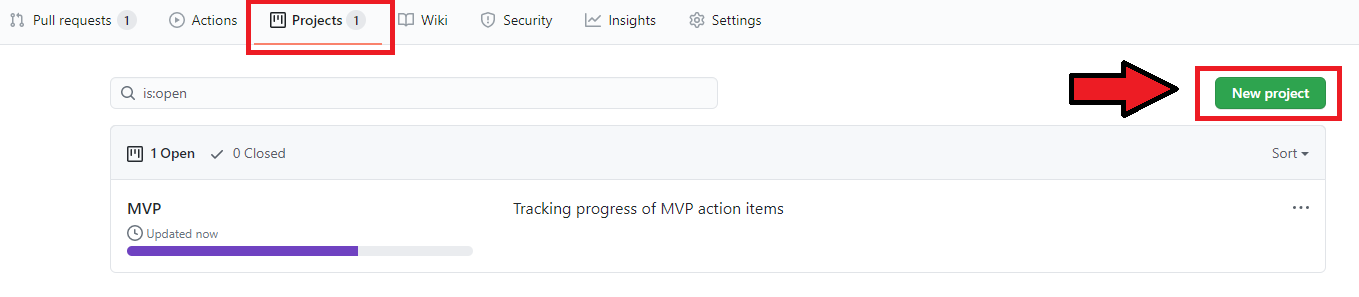 Pull requests 1 Actions Projects 1 Wiki Security Insights Settings
is:open
New project
1 Open 0 Closed Sort
MVP Tracking progress of MVP action items
Updated now